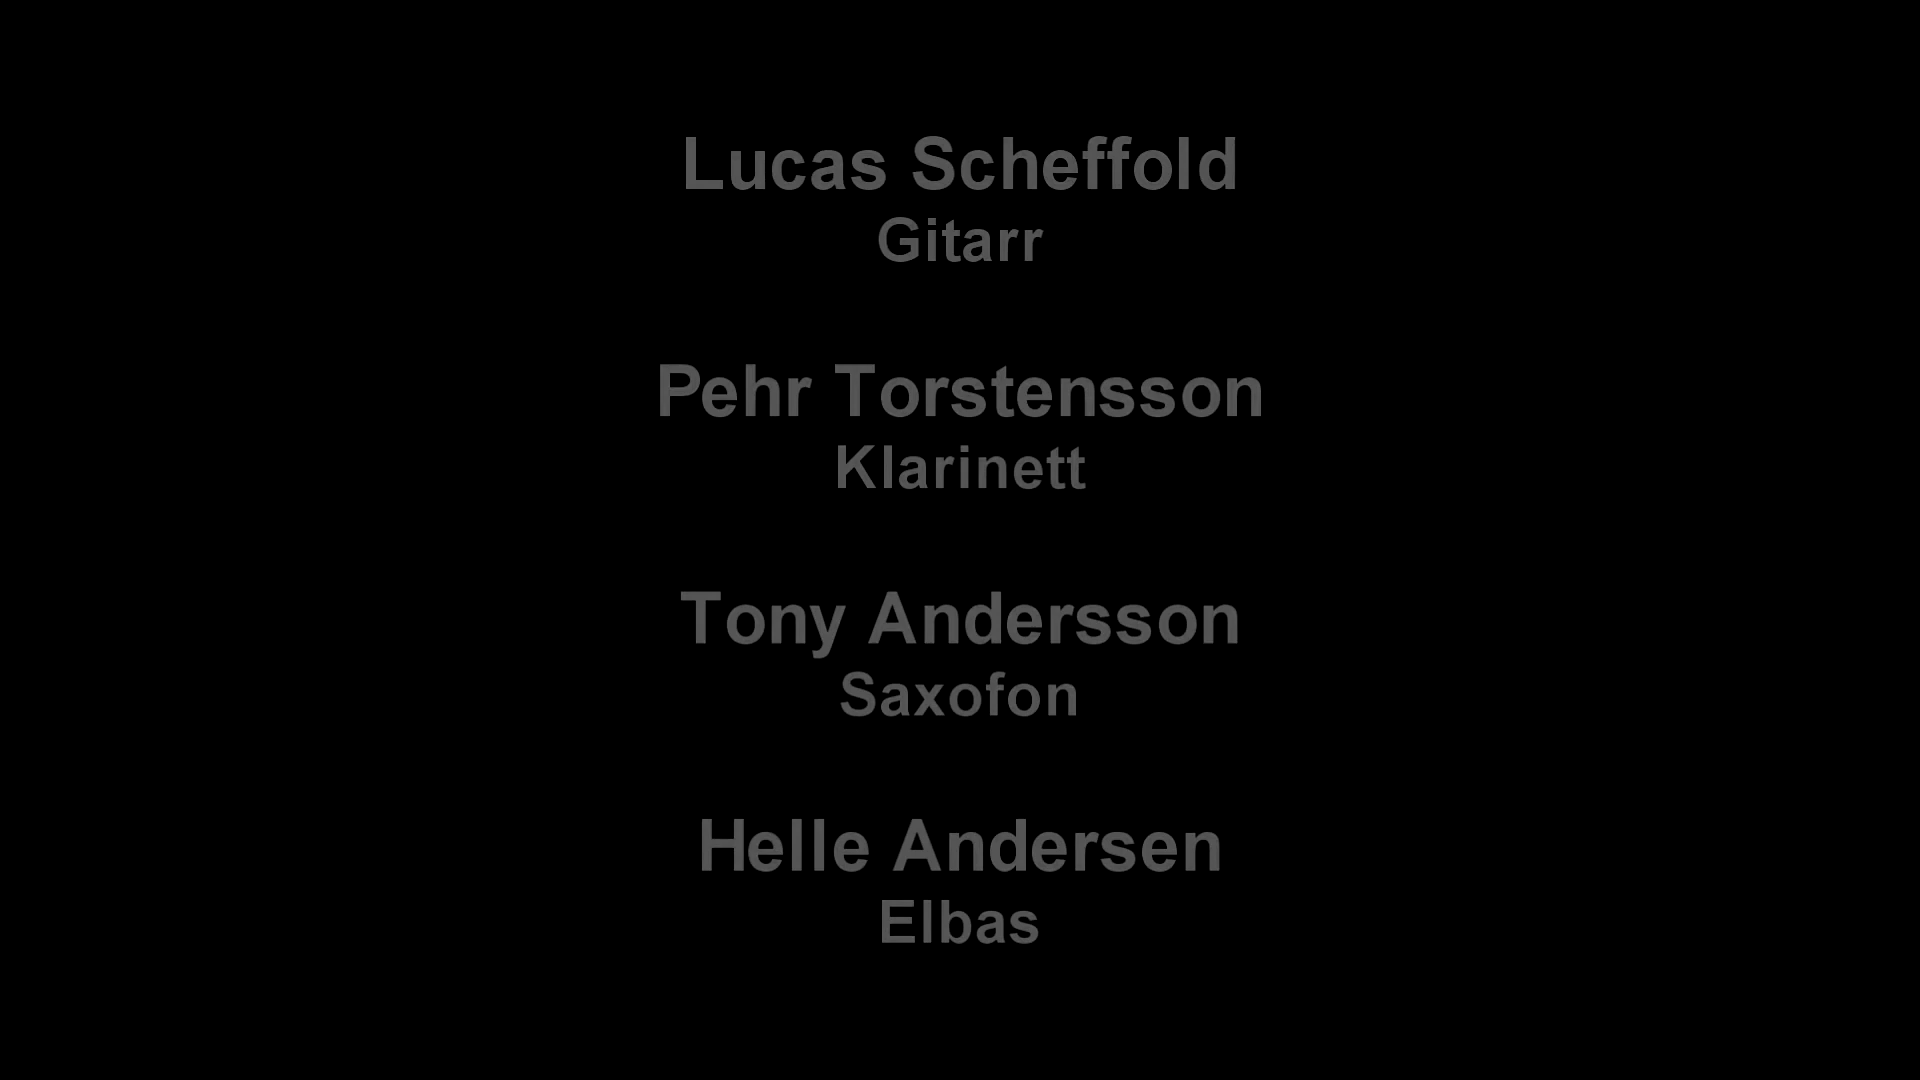 Lucas Scheffold
Gitarr
Pehr Torstensson
Klarinett
Tony Andersson
Saxofon
Helle Andersen
Elbas